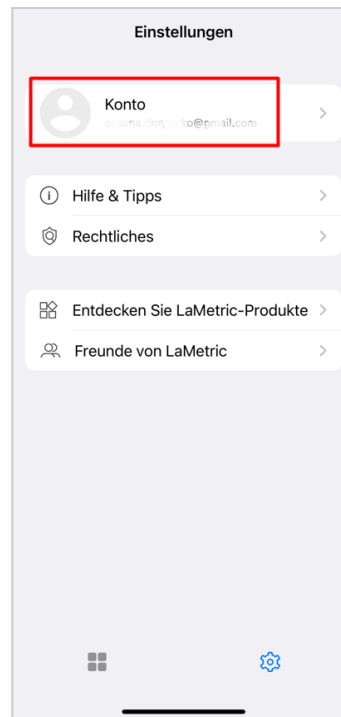 Einstellungen
Konto
Hilfe & Tipps
Rechtliches
Entdecken Sie LaMetric-Produkte
Freunde von LaMetric